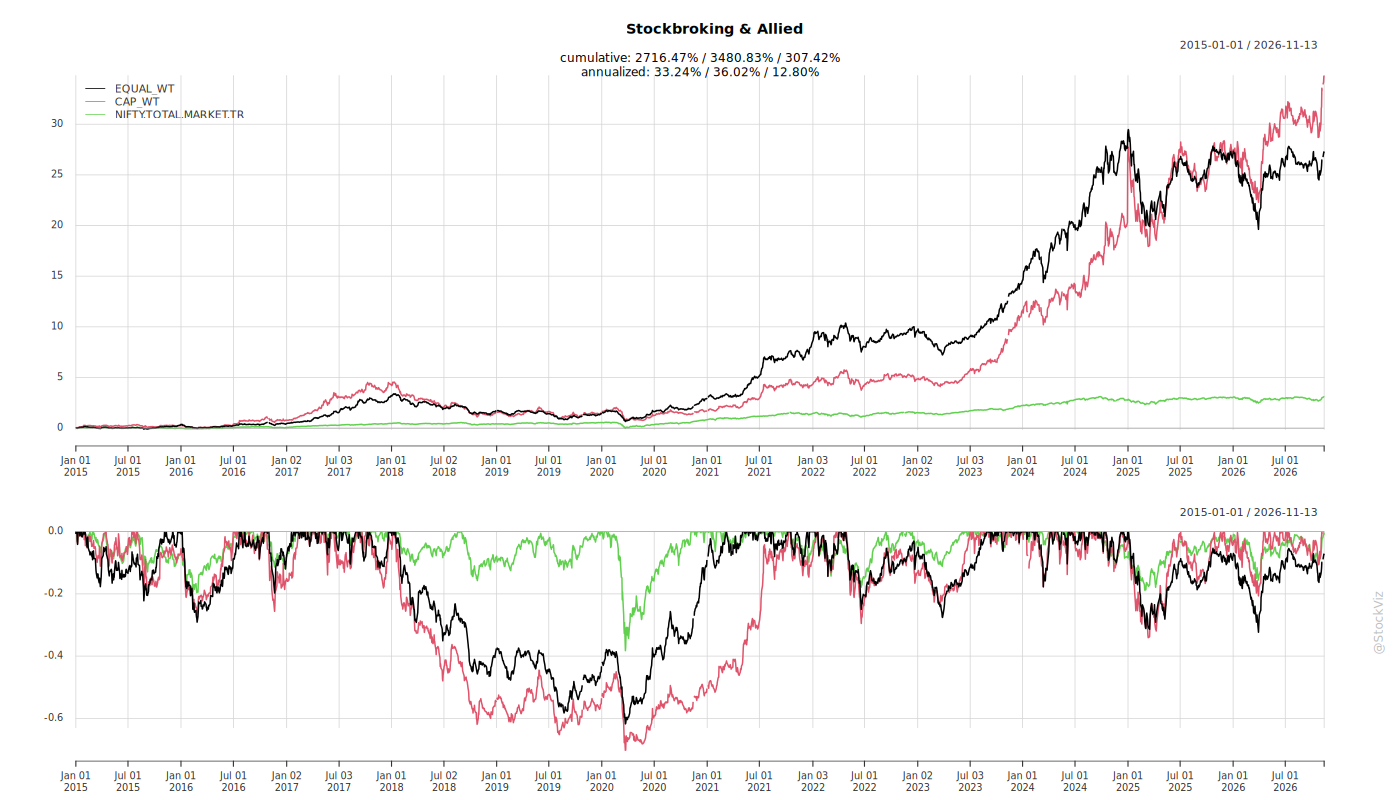 Stockbroking & Allied
2015-01-01 / 2026-11-13
cumulative: 2716.47% / 3480.83% / 307.42%
annualized: 33.24% / 36.02% / 12.80%
EQUAL_WT
CAP_WT
NIFTY.TOTAL.MARKET.TR
30
25
20
15
10
5
0
Jan 01 Jul 01 Jan 01 Jul 01 Jan 02 Jul 03 Jan 01 Jul 02 Jan 01 Jul 01 Jan 01 Jul 01 Jan 01 Jul 01 Jan 03 Jul 01 Jan 02 Jul 03 Jan 01 Jul 01 Jan 01 Jul 01 Jan 01 Jul 01
2015 2015 2016 2016 2017 2017 2018 2018 2019 2019 2020 2020 2021 2021 2022 2022 2023 2023 2024 2024 2025 2025 2026 2026
2015-01-01 / 2026-11-13
0.0
-0.2
-0.4
-0.6
Jan 01 Jul 01 Jan 01 Jul 01 Jan 02 Jul 03 Jan 01 Jul 02 Jan 01 Jul 01 Jan 01 Jul 01 Jan 01 Jul 01 Jan 03 Jul 01 Jan 02 Jul 03 Jan 01 Jul 01 Jan 01 Jul 01 Jan 01 Jul 01
2015 2015 2016 2016 2017 2017 2018 2018 2019 2019 2020 2020 2021 2021 2022 2022 2023 2023 2024 2024 2025 2025 2026 2026
@StockViz